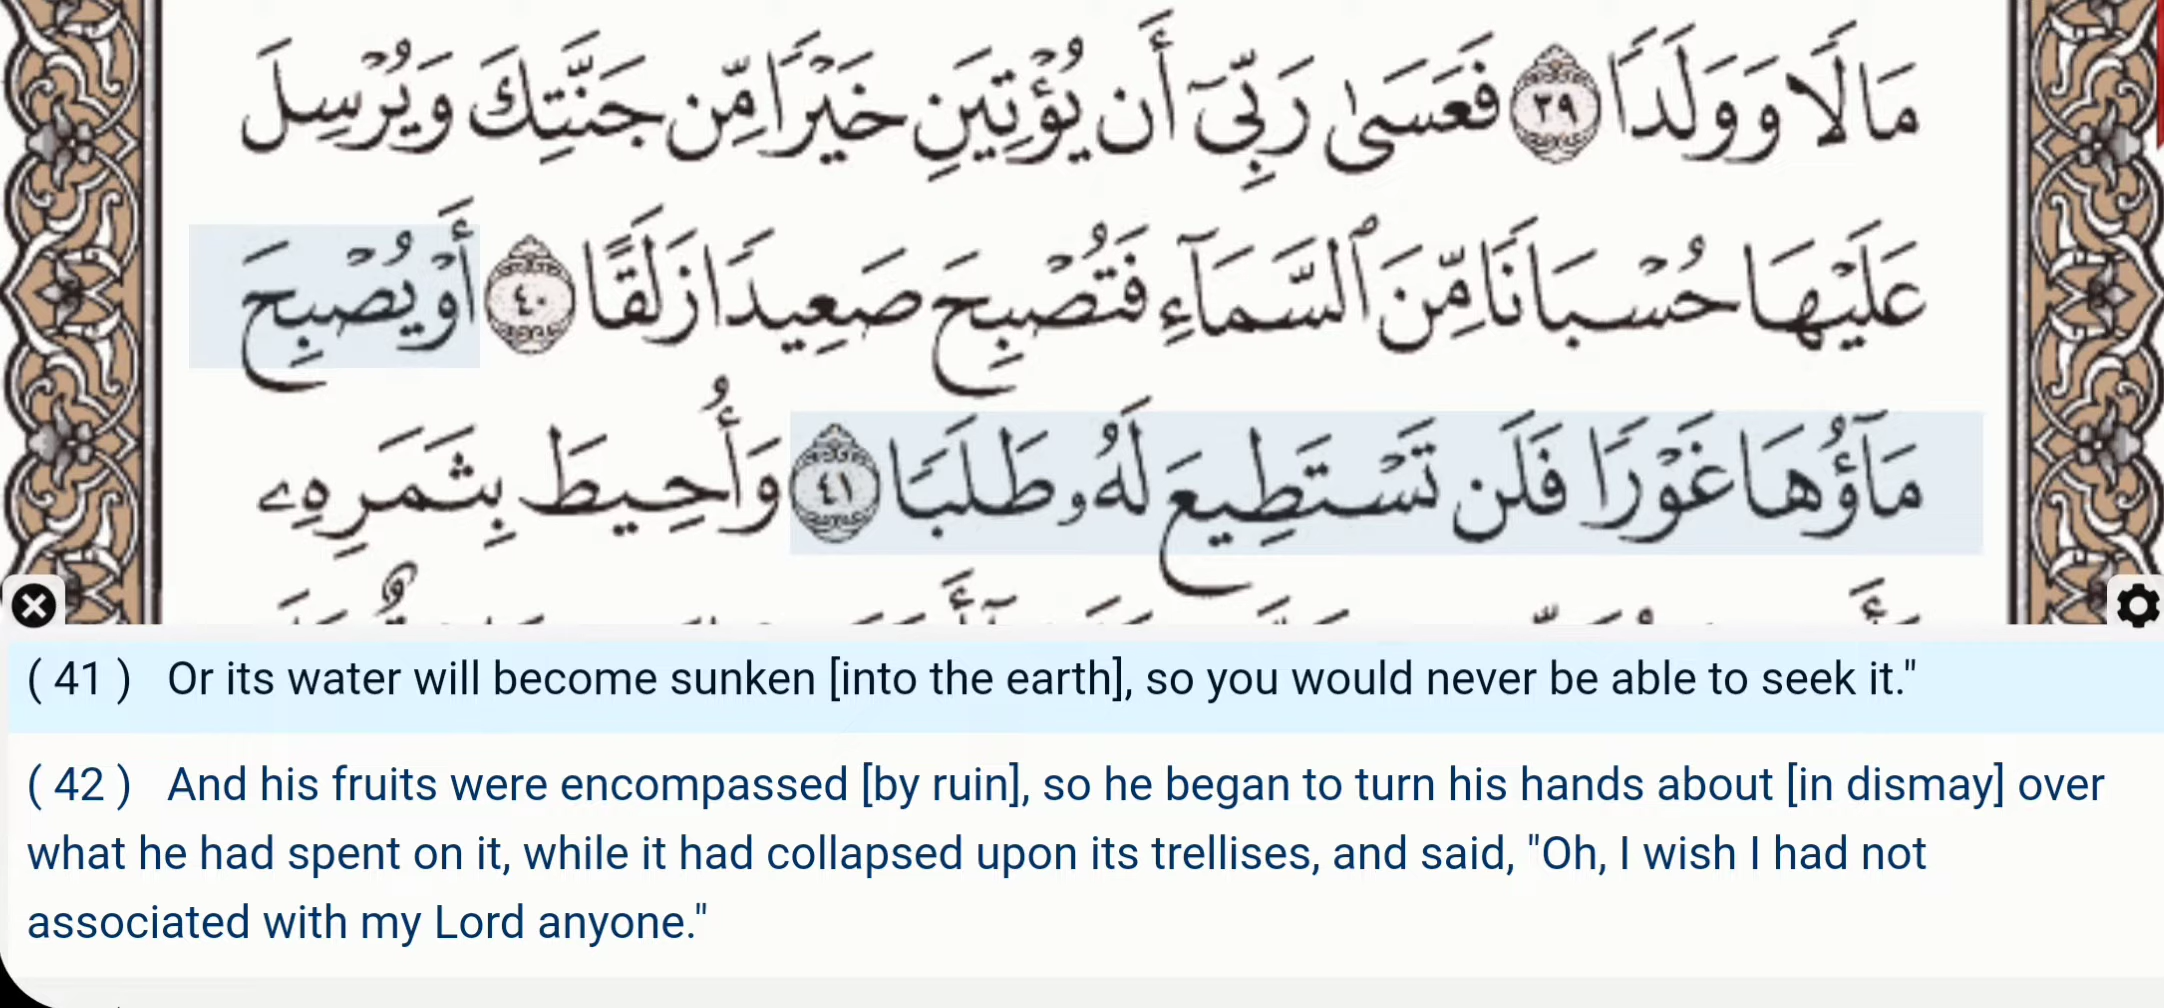 مَالًا وَوَلَدًا ٣٩ فَعَسَىٰ رَبِّىٓ أَن يُؤْتِيَنِ خَيْرًا مِّن جَنَّتِكَ وَيُرْسِلَ
عَلَيْهَا حُسْبَانًا مِّنَ ٱلسَّمَآءِ فَتُصْبِحَ صَعِيدًا زَلَقًا ٤٠ أَوْ يُصْبِحَ
مَآؤُهَا غَوْرًا فَلَن تَسْتَطِيعَ لَهُۥ طَلَبًا ٤١ وَأُحِيطَ بِثَمَرِهِۦ
( 41 ) Or its water will become sunken [into the earth], so you would never be able to seek it."
( 42 ) And his fruits were encompassed [by ruin], so he began to turn his hands about [in dismay] over
what he had spent on it, while it had collapsed upon its trellises, and said, "Oh, I wish I had not
associated with my Lord anyone."